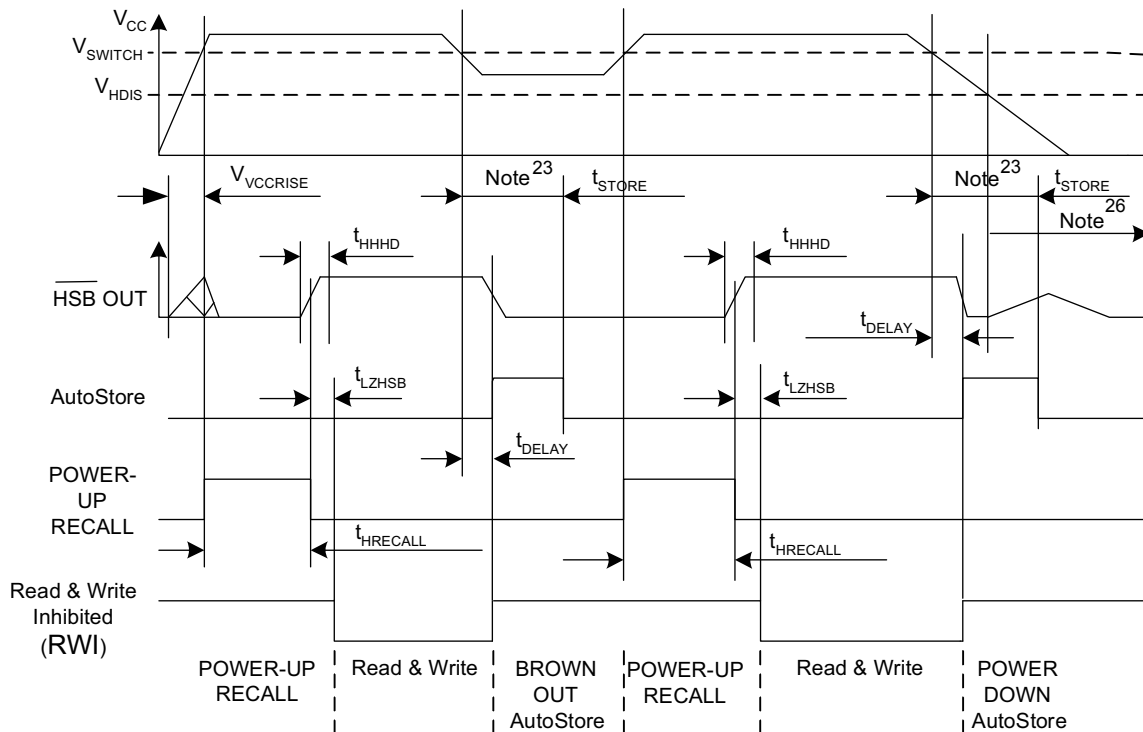 VCC
VSWITCH
VHDIS
VVCCRISE
Note23
tSTORE
Note23
tSTORE
Note26
tHHHD
tHHHD
HSB OUT
tDELAY
tLZHSB
tLZHSB
AutoStore
tDELAY
POWER-
UP
RECALL
tHRECALL
tHRECALL
Read & Write
Inhibited
(RWI)
POWER-UP
RECALL
Read & Write
BROWN
OUT
AutoStore
POWER-UP
RECALL
Read & Write
POWER
DOWN
AutoStore